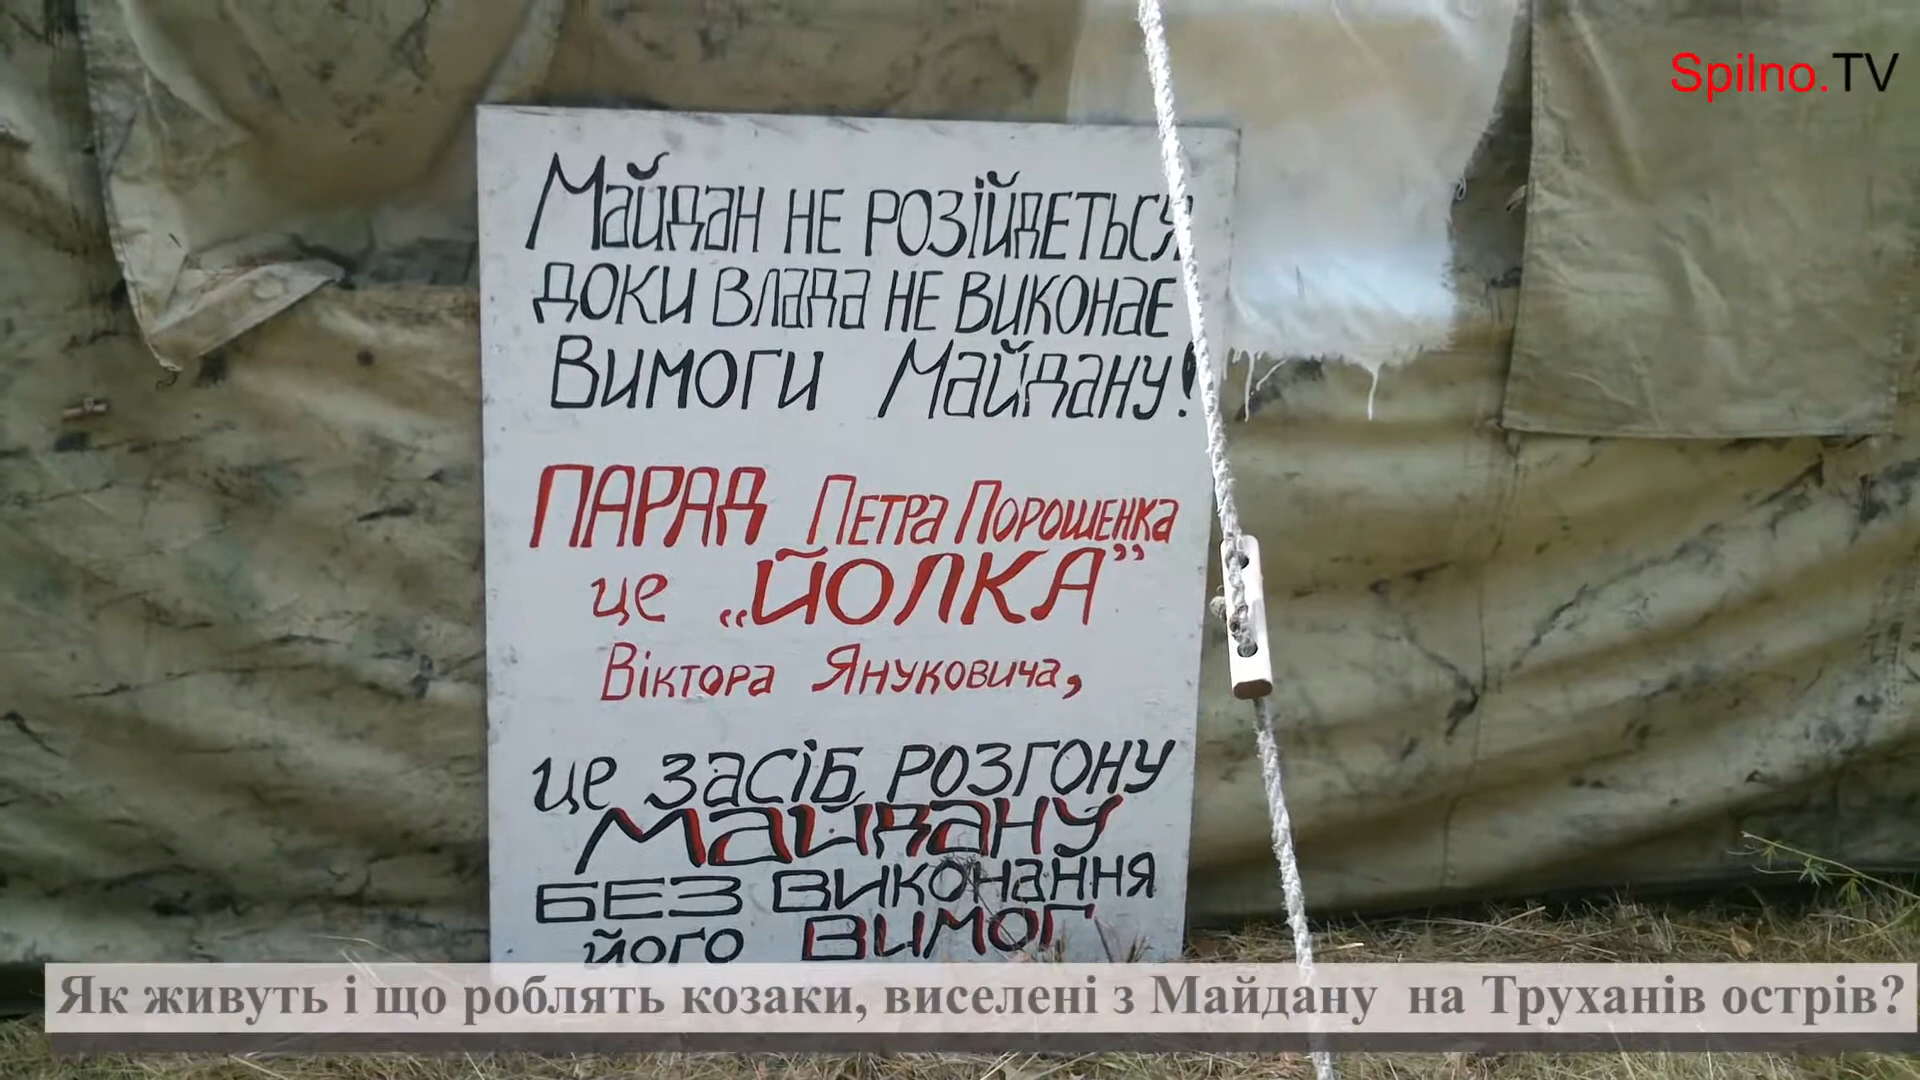 Spilno.TV
Майдан не розійдеться
доки влада не виконає
вимоги Майдану!
ПАРАД Петра Порошенка
це „ЙОЛКА”
Віктора Януковича,
це засіб розгону
Майдану
без виконання
його вимог
Як живуть і що роблять козаки, виселені з Майдану на Труханів острів?